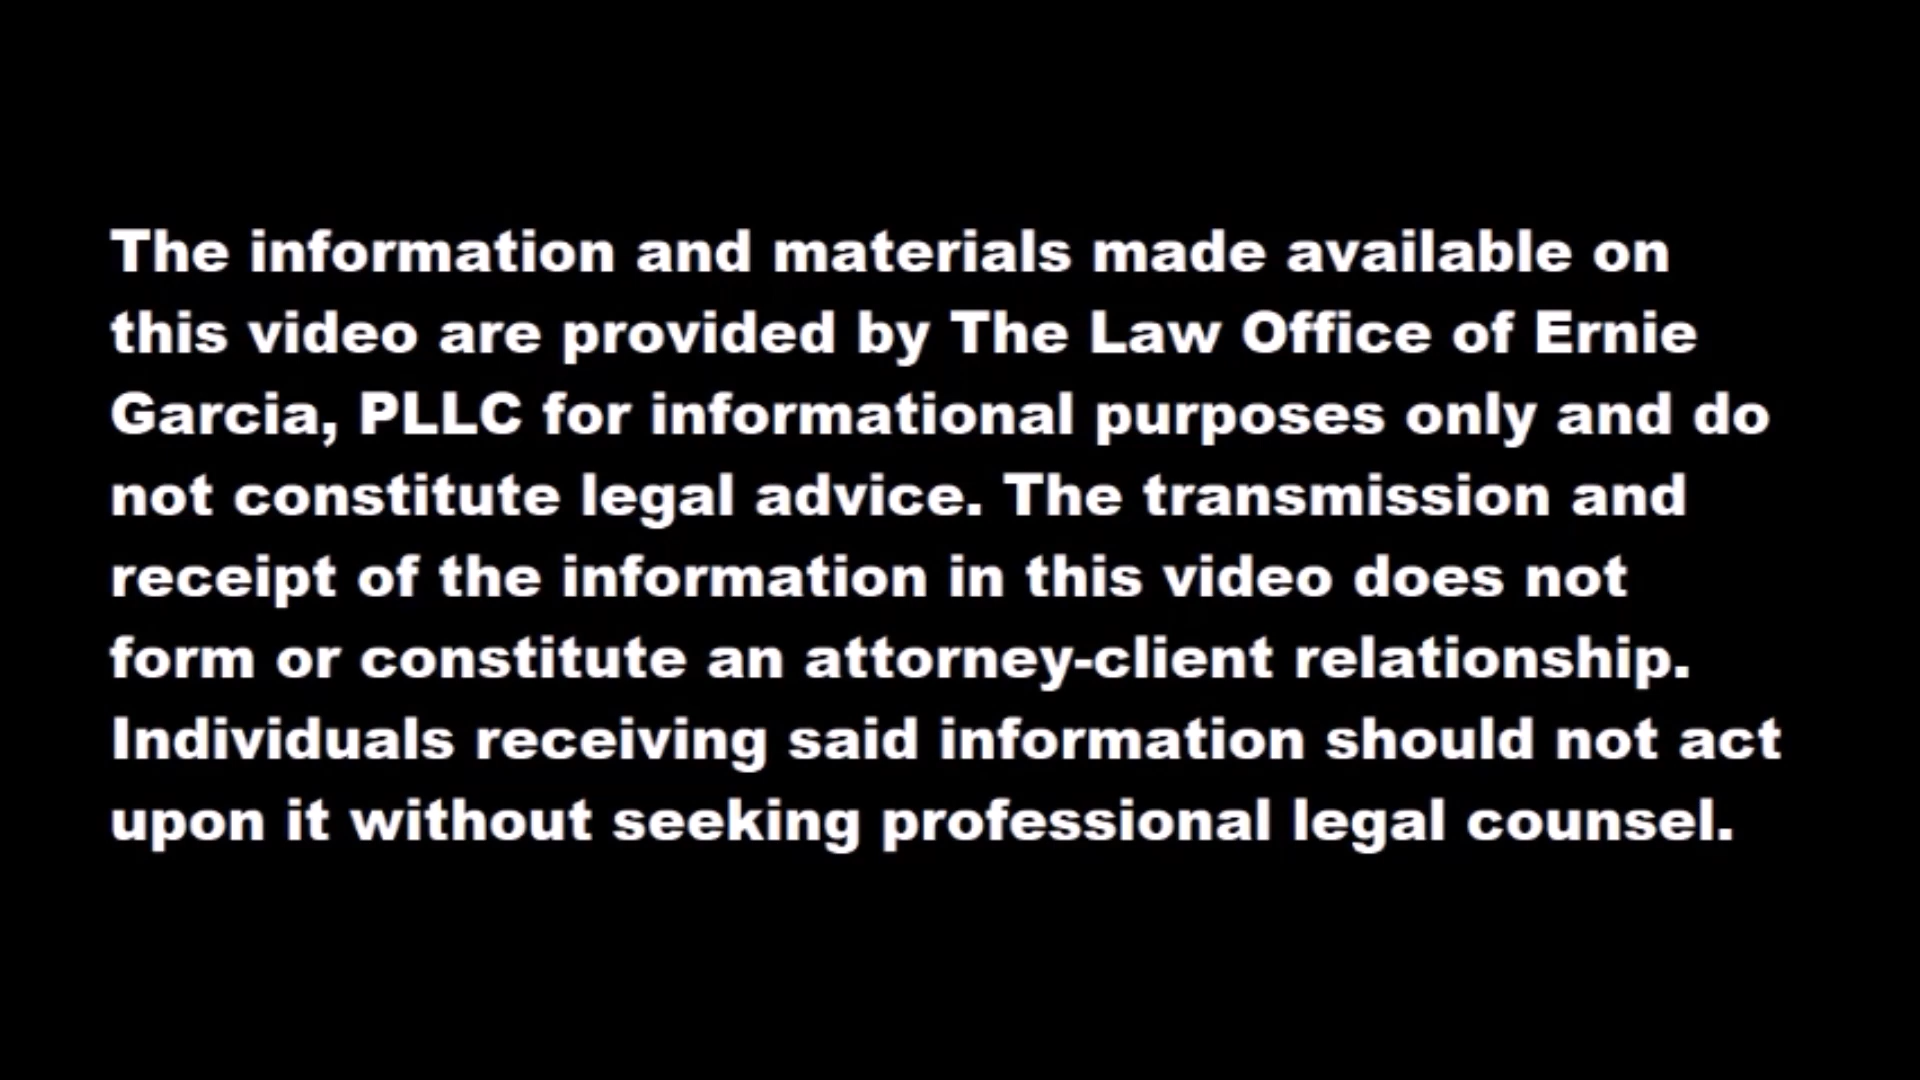 The information and materials made available on
this video are provided by The Law Office of Ernie
Garcia, PLLC for informational purposes only and do
not constitute legal advice. The transmission and
receipt of the information in this video does not
form or constitute an attorney-client relationship.
Individuals receiving said information should not act
upon it without seeking professional legal counsel.